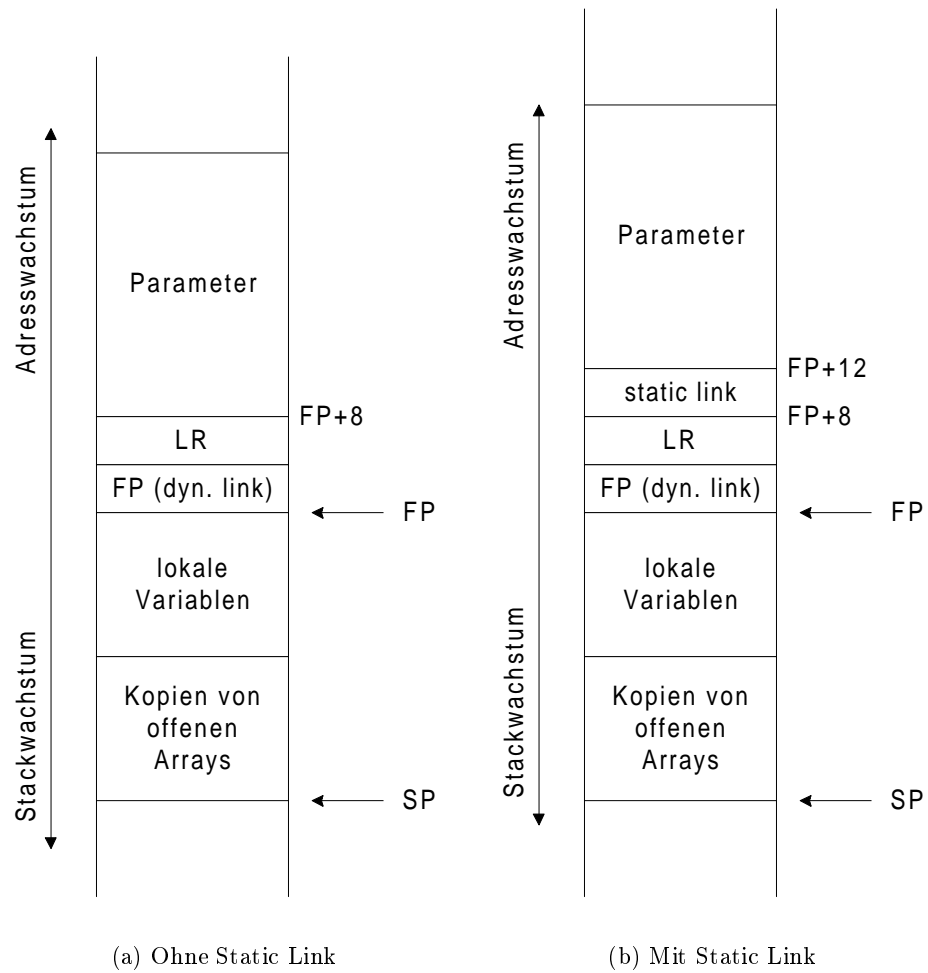 Adresswachstum
Stackwachstum
Parameter
FP+8
LR
FP (dyn. link)
FP
lokale
Variablen
Kopien von
offenen
Arrays
SP
(a) Ohne Static Link
Adresswachstum
Stackwachstum
Parameter
FP+12
static link
FP+8
LR
FP (dyn. link)
FP
lokale
Variablen
Kopien von
offenen
Arrays
SP
(b) Mit Static Link